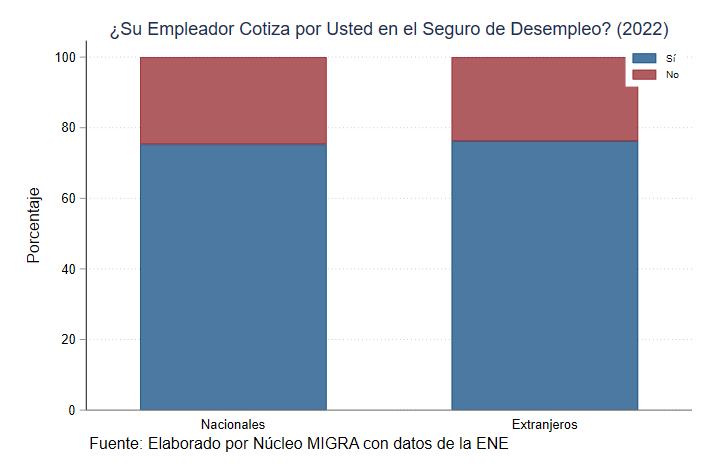 ¿Su Empleador Cotiza por Usted en el Seguro de Desempleo? (2022)
Sí
No
Porcentaje
100
80
60
40
20
0
Nacionales
Extranjeros
Fuente: Elaborado por Núcleo MIGRA con datos de la ENE